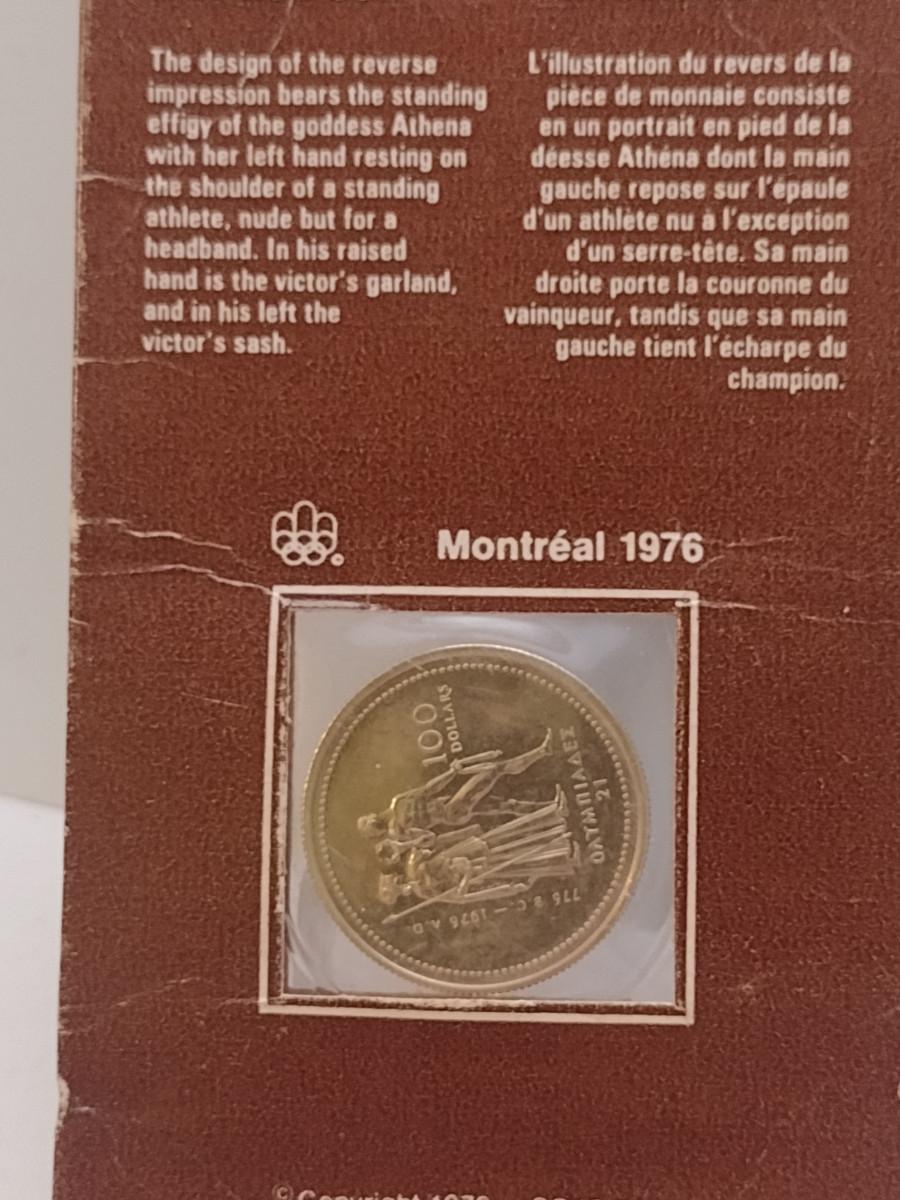 The design of the reverse
impression bears the standing
effigy of the goddess Athena
with her left hand resting on
the shoulder of a standing
athlete, nude but for a
headband. In his raised
hand is the victor's garland,
and in his left the
victor's sash.
L'illustration du revers de la
pièce de monnaie consiste
en un portrait en pied de la
déesse Athéna dont la main
gauche repose sur l'épaule
d'un athlète nu à l'exception
d'un serre-tête. Sa main
droite porte la couronne du
vainqueur, tandis que sa main
gauche tient l'écharpe du
champion.
Montréal 1976
100
DOLLARS
ΟΛΥΜΠΙΑΔΕΣ
21
776 B.C. – 1976 A.D.
© Copyright 1976